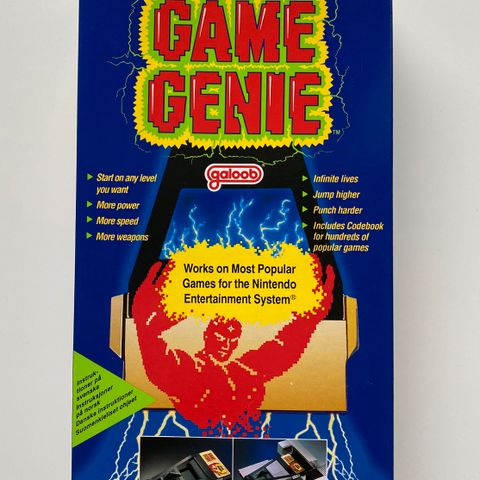 GAME
GENIE™
galoob
Start on any level
you want
More power
More speed
More weapons
Infinite lives
Jump higher
Punch harder
Includes Codebook
for hundreds of
popular games
Works on Most Popular
Games for the Nintendo
Entertainment System®
Instruk-
tioner på
svenska
Instruksjoner
på norsk
Danske instruktioner
Suomenkieliset ohjeet